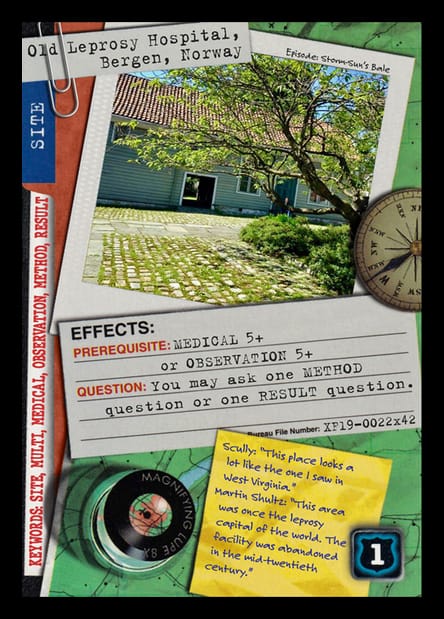 Old Leprosy Hospital,
Bergen, Norway
Episode: Storm-Sun's Bale
SITE
KEYWORDS: SITE, MULTI, MEDICAL, OBSERVATION, METHOD, RESULT
EFFECTS:
PREREQUISITE: MEDICAL 5+
or OBSERVATION 5+
QUESTION: You may ask one METHOD
question or one RESULT question.
Bureau File Number: XF19-0022x42
MAGNIFYING LUPE 8X
Scully: "This place looks a
lot like the one I saw in
West Virginia."
Martin Shultz: "This area
was once the leprosy
capital of the world. The
facility was abandoned
in the mid-twentieth
century."
1